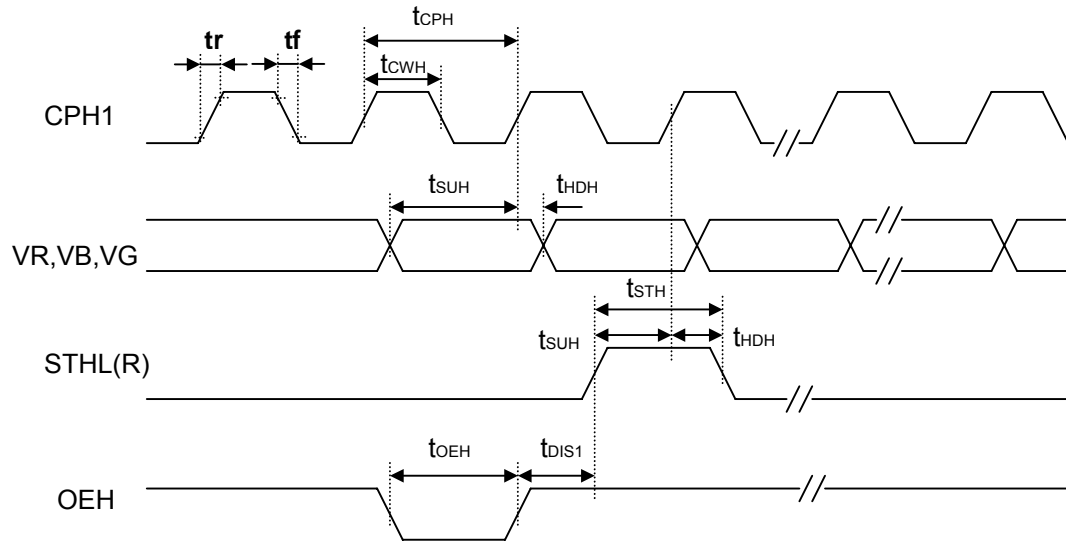 tCPH
tr tf
tCWH
CPH1
tSUH tHDH
VR,VB,VG
tSTH
tSUH tHDH
STHL(R)
tOEH tDIS1
OEH